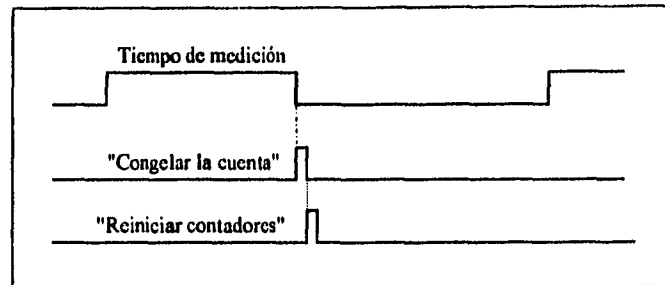 Tiempo de medición
"Congelar la cuenta"
"Reiniciar contadores"